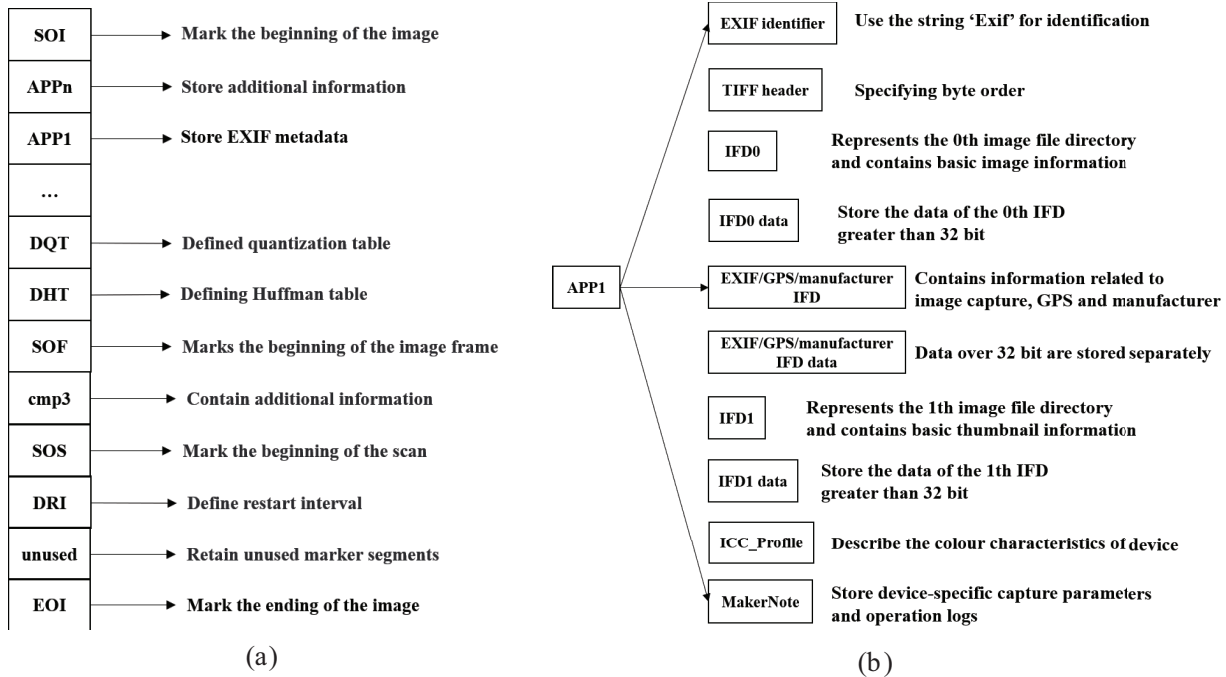 SOI
Mark the beginning of the image
APPn
Store additional information
APP1
Store EXIF metadata
...
DQT
Defined quantization table
DHT
Defining Huffman table
SOF
Marks the beginning of the image frame
cmp3
Contain additional information
SOS
Mark the beginning of the scan
DRI
Define restart interval
unused
Retain unused marker segments
EOI
Mark the ending of the image
(a)
APP1
EXIF identifier
Use the string ‘Exif’ for identification
TIFF header
Specifying byte order
IFD0
Represents the 0th image file directory
and contains basic image information
IFD0 data
Store the data of the 0th IFD
greater than 32 bit
EXIF/GPS/manufacturer
IFD
Contains information related to
image capture, GPS and manufacturer
EXIF/GPS/manufacturer
IFD data
Data over 32 bit are stored separately
IFD1
Represents the 1th image file directory
and contains basic thumbnail information
IFD1 data
Store the data of the 1th IFD
greater than 32 bit
ICC_Profile
Describe the colour characteristics of device
MakerNote
Store device-specific capture parameters
and operation logs
(b)